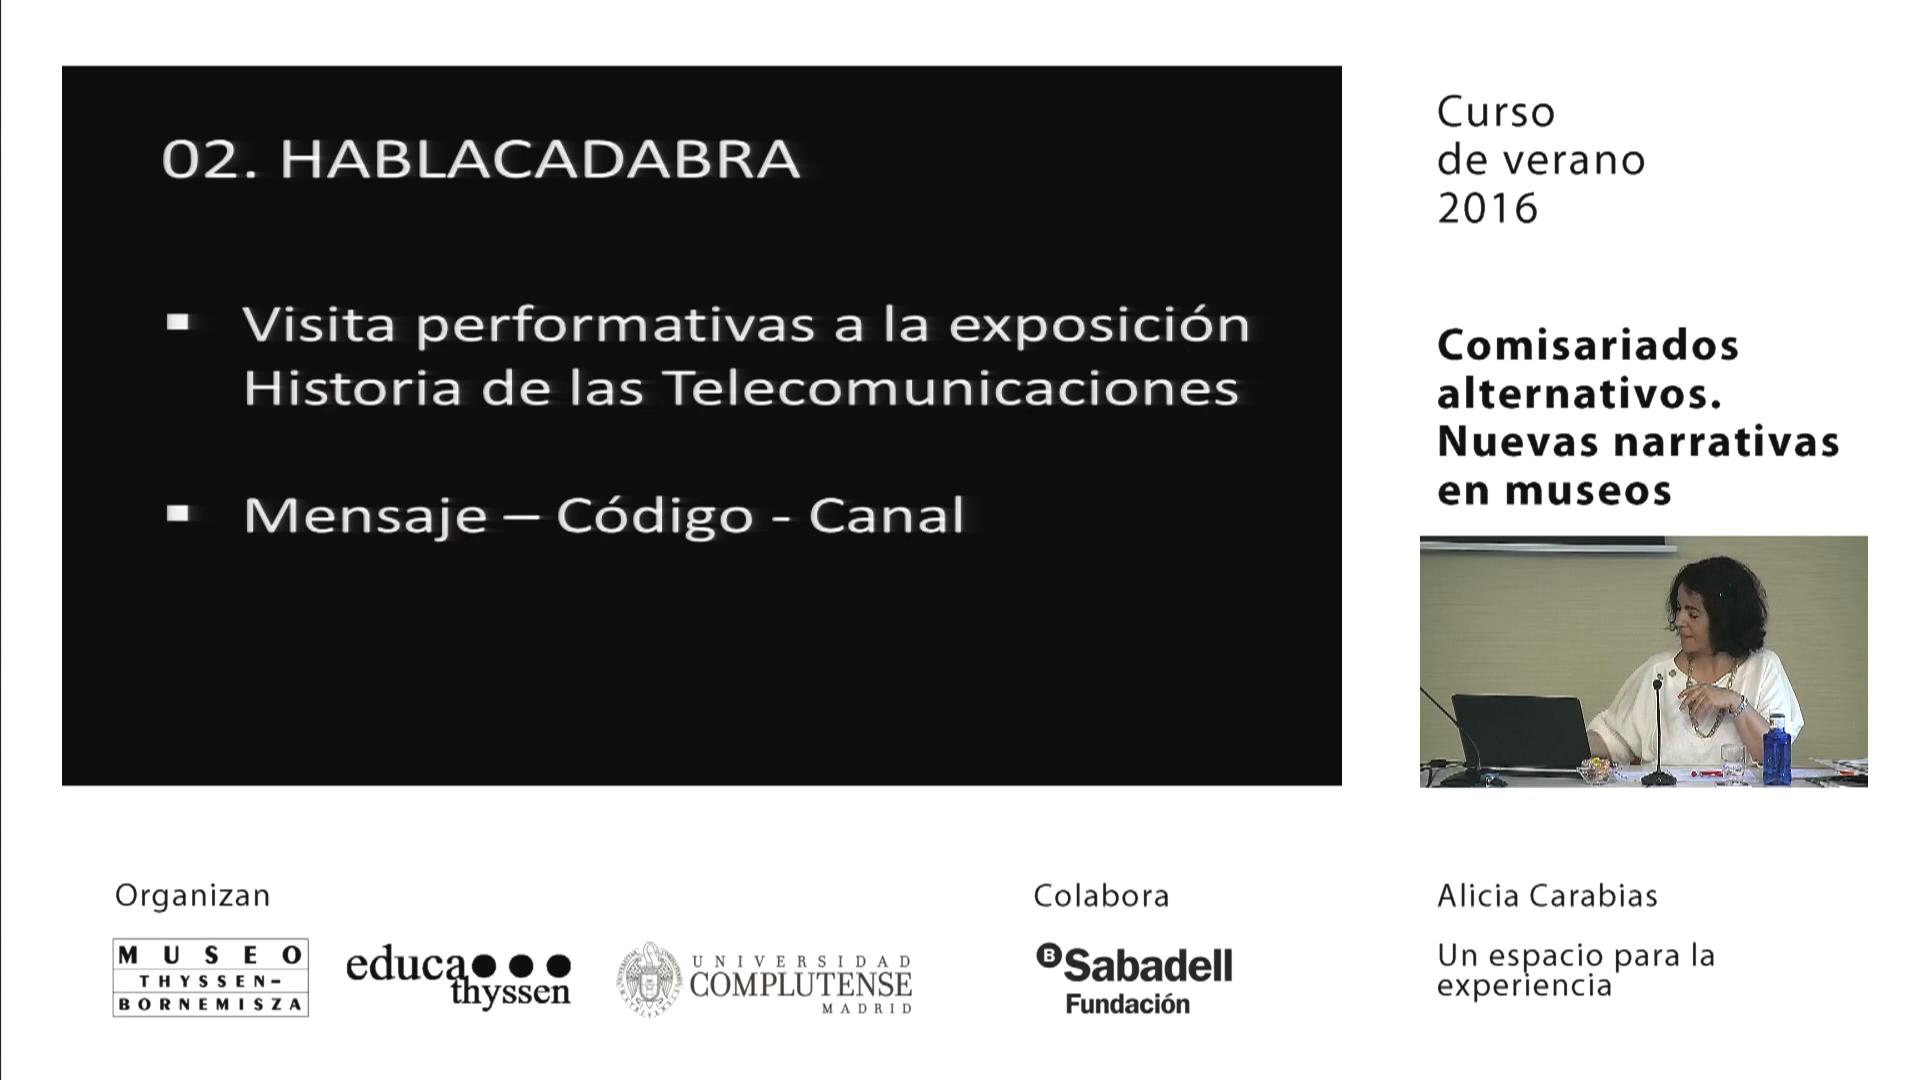 02. HABLACADABRA
▪ Visita performativas a la exposición
Historia de las Telecomunicaciones
▪ Mensaje – Código - Canal
Curso
de verano
2016
Comisariados
alternativos.
Nuevas narrativas
en museos
Organizan
MUSEO
THYSSEN-
BORNEMISZA
educa
thyssen
UNIVERSIDAD
COMPLUTENSE
MADRID
Colabora
B Sabadell
Fundación
Alicia Carabias
Un espacio para la
experiencia